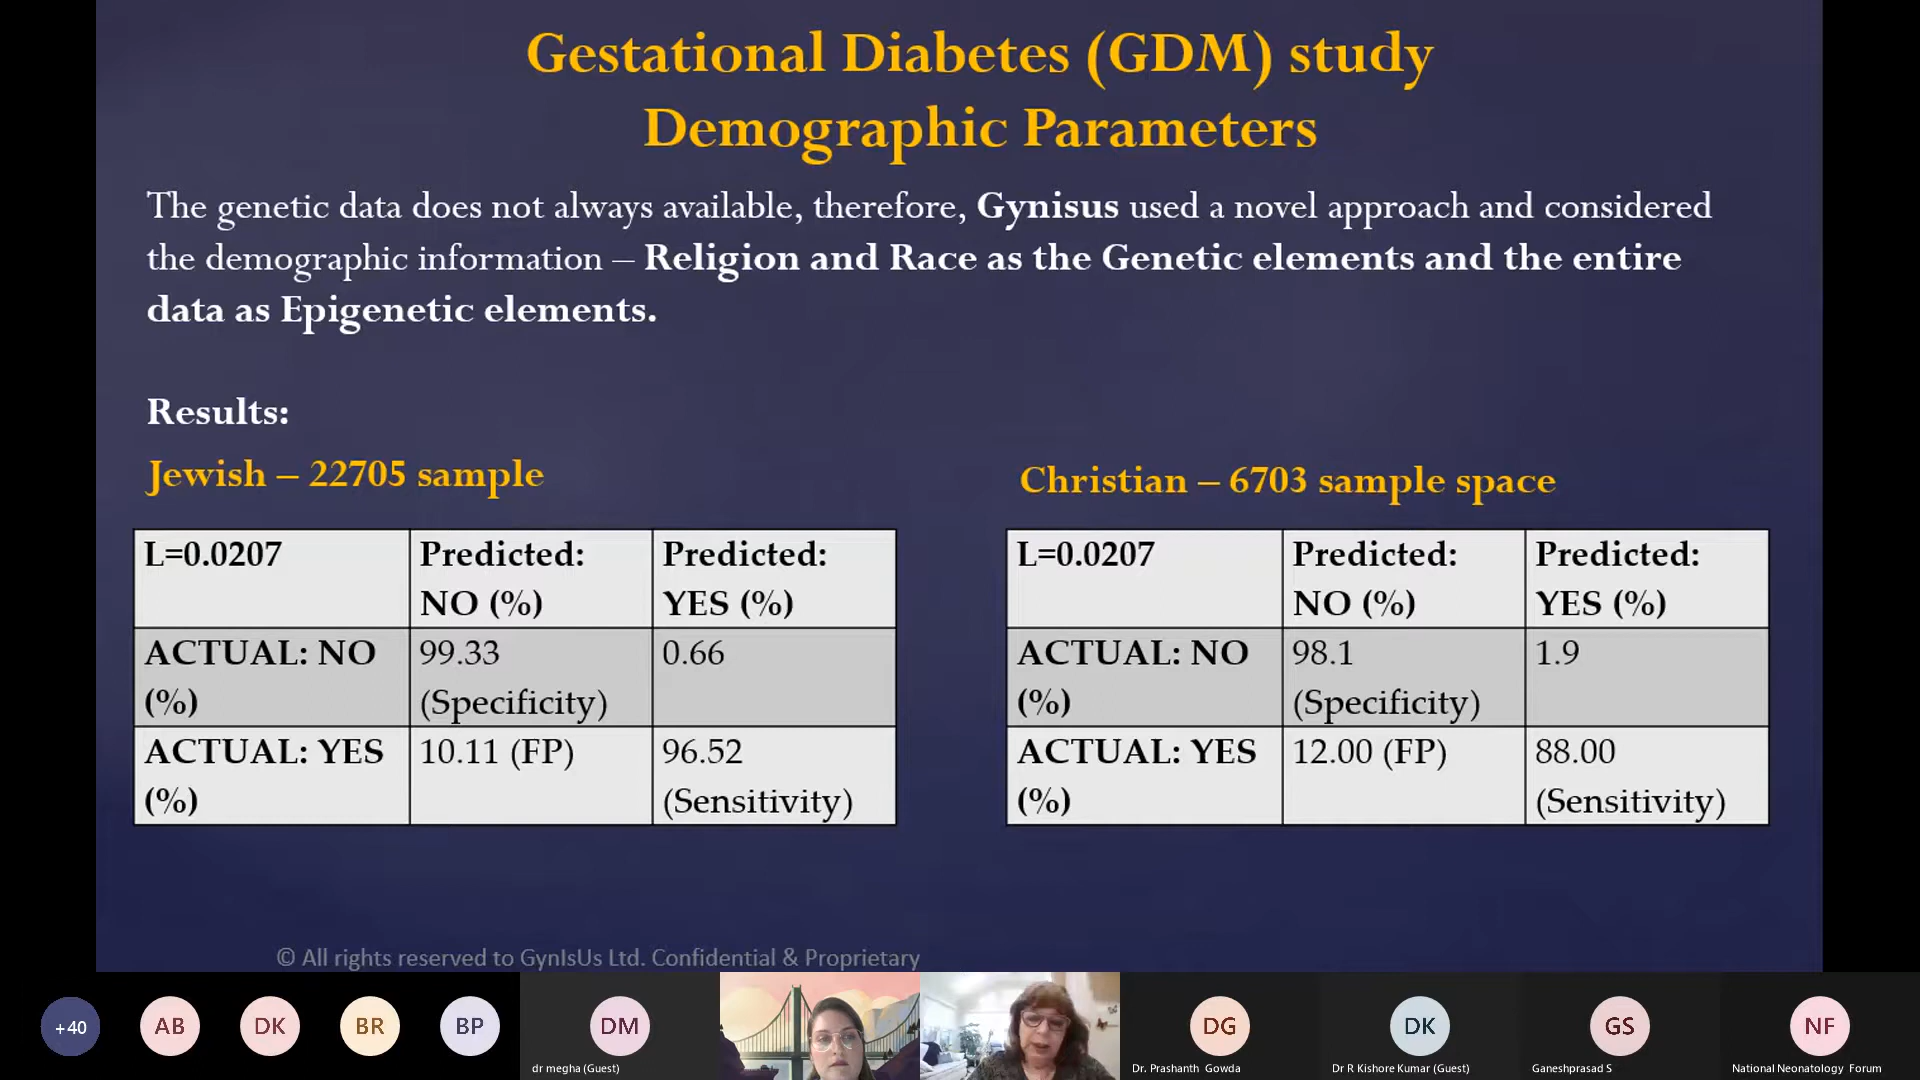 Gestational Diabetes (GDM) study
Demographic Parameters
The genetic data does not always available, therefore, Gynisus used a novel approach and considered
the demographic information – Religion and Race as the Genetic elements and the entire
data as Epigenetic elements.
Results:
Jewish – 22705 sample
L=0.0207 Predicted: NO (%) Predicted: YES (%)
ACTUAL: NO (%) 99.33 (Specificity) 0.66
ACTUAL: YES (%) 10.11 (FP) 96.52 (Sensitivity)
Christian – 6703 sample space
L=0.0207 Predicted: NO (%) Predicted: YES (%)
ACTUAL: NO (%) 98.1 (Specificity) 1.9
ACTUAL: YES (%) 12.00 (FP) 88.00 (Sensitivity)
© All rights reserved to GynIsUs Ltd. Confidential & Proprietary
+40
AB
DK
BR
BP
DM
dr megha (Guest)
DG
Dr. Prashanth Gowda
DK
Dr R Kishore Kumar (Guest)
GS
Ganeshprasad S
NF
National Neonatology Forum